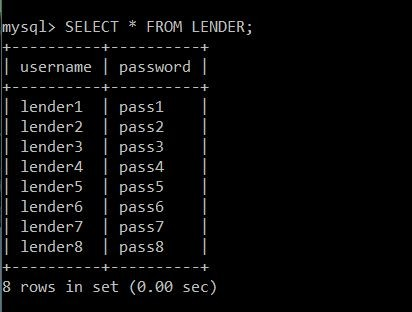 mysql> SELECT * FROM LENDER;
+----------+----------+
| username | password |
+----------+----------+
| lender1  | pass1    |
| lender2  | pass2    |
| lender3  | pass3    |
| lender4  | pass4    |
| lender5  | pass5    |
| lender6  | pass6    |
| lender7  | pass7    |
| lender8  | pass8    |
+----------+----------+
8 rows in set (0.00 sec)